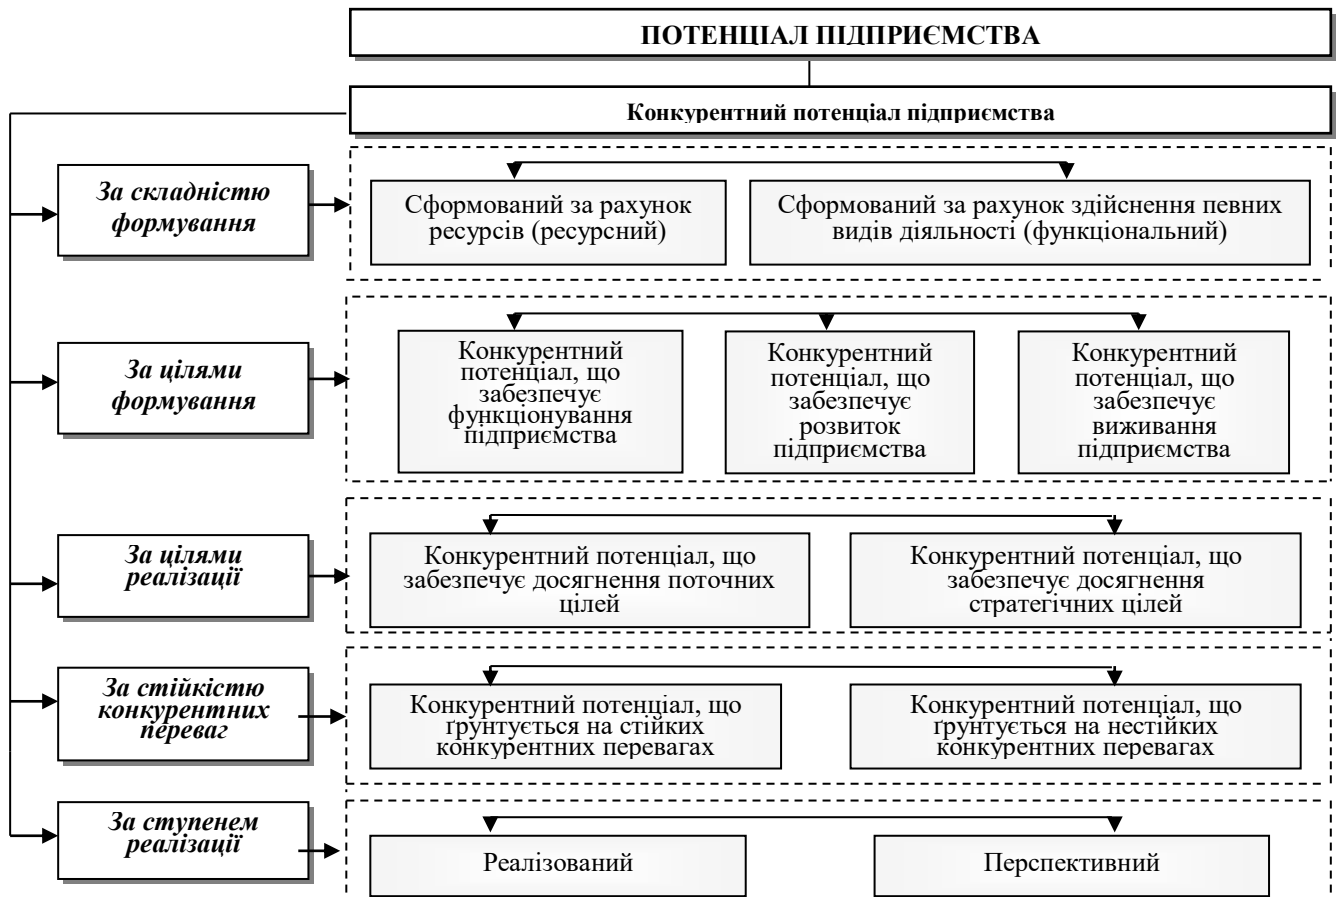 ПОТЕНЦІАЛ ПІДПРИЄМСТВА
Конкурентний потенціал підприємства
За складністю
формування
Сформований за рахунок
ресурсів (ресурсний)
Сформований за рахунок здійснення певних
видів діяльності (функціональний)
За цілями
формування
Конкурентний
потенціал, що
забезпечує
функціонування
підприємства
Конкурентний
потенціал, що
забезпечує
розвиток
підприємства
Конкурентний
потенціал, що
забезпечує
виживання
підприємства
За цілями
реалізації
Конкурентний потенціал, що
забезпечує досягнення поточних
цілей
Конкурентний потенціал, що
забезпечує досягнення
стратегічних цілей
За стійкістю
конкурентних
переваг
Конкурентний потенціал, що
ґрунтується на стійких
конкурентних перевагах
Конкурентний потенціал, що
ґрунтується на нестійких
конкурентних перевагах
За ступенем
реалізації
Реалізований
Перспективний